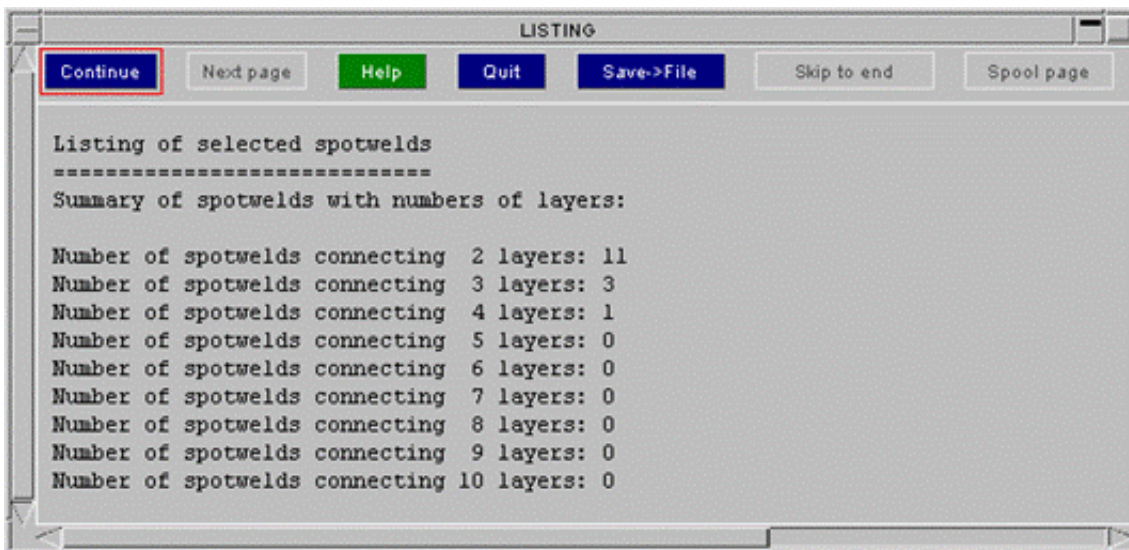 LISTING
Continue Next page Help Quit Save->File Skip to end Spool page
Listing of selected spotwelds
=============================
Summary of spotwelds with numbers of layers:
Number of spotwelds connecting  2 layers: 11
Number of spotwelds connecting  3 layers: 3
Number of spotwelds connecting  4 layers: 1
Number of spotwelds connecting  5 layers: 0
Number of spotwelds connecting  6 layers: 0
Number of spotwelds connecting  7 layers: 0
Number of spotwelds connecting  8 layers: 0
Number of spotwelds connecting  9 layers: 0
Number of spotwelds connecting 10 layers: 0